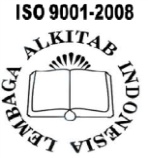 ISO 9001-2008
LEMBAGA ALKITAB INDONESIA